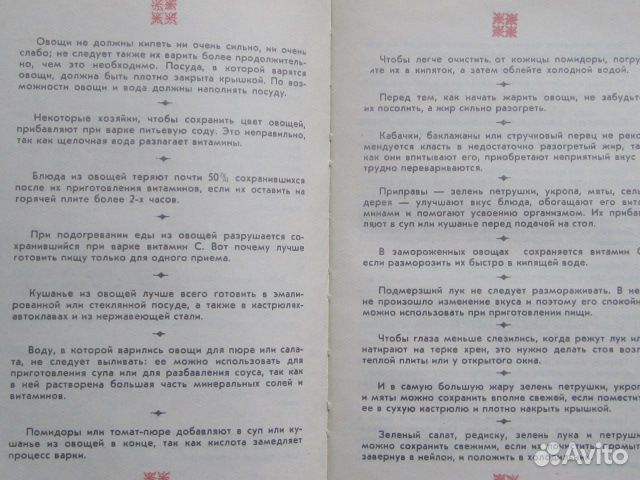 Овощи не должны кипеть ни очень сильно, ни очень
слабо; не следует также их варить более продолжитель-
но, чем это необходимо. Посуда, в которой варятся
овощи, должна быть плотно закрыта крышкой. По воз-
можности овощи и вода должны наполнять посуду.
Некоторые хозяйки, чтобы сохранить цвет овощей,
прибавляют при варке питьевую соду. Это неправильно,
так как щелочная вода разлагает витамины.
Блюда из овощей теряют почти 50% сохранившихся
после их приготовления витаминов, если их оставить на
горячей плите более 2-х часов.
При подогревании еды из овощей разрушается со-
хранившийся при варке витамин С. Вот почему лучше
готовить пищу только для одного приема.
Кушанье из овощей лучше всего готовить в эмали-
рованной или стеклянной посуде, а также в кастрюлях-
автоклавах и из нержавеющей стали.
Воду, в которой варились овощи для пюре или сала-
та, не следует выливать: ее можно использовать для
приготовления супа или для разбавления соуса, так как
в ней растворена большая часть минеральных солей и
витаминов.
Помидоры или томат-пюре добавляют в суп или ку-
шанье из овощей в конце, так как кислота замедляет
процесс варки.
Чтобы легче очистить от кожицы помидоры, погру
ите их в кипяток, а затем облейте холодной водой.
Перед тем, как начать жарить овощи, не забудьт
их посолить, а жир сильно разогреть.
Кабачки, баклажаны или стручковый перец не реко
мендуется класть в недостаточно разогретый жир, та
как они впитывают его, приобретают неприятный вкус
трудно перевариваются.
Приправы — зелень петрушки, укропа, мяты, сель
дерея — улучшают вкус блюда, обогащают его вита
минами и помогают усвоению организмом. Их прибав
ляют в суп или кушанье перед подачей на стол.
В замороженных овощах сохраняется витамин С
если разморозить их быстро в кипящей воде.
Подмерзший лук не следует размораживать. В не
не произошло изменение вкуса и поэтому его спокой
можно использовать при приготовлении пищи.
Чтобы глаза меньше слезились, когда режут лук ил
натирают на терке хрен, это нужно делать стоя возл
теплой плиты или у открытого окна.
И в самую большую жару зелень петрушки, укроп
и мяты можно сохранить вполне свежей, если поместит
ее в сухую кастрюлю и плотно накрыть крышкой.
Зеленый салат, редиску, зелень лука и петрушк
можно сохранить свежими, если их
завернув в нейлон, и положить в холодильник
Avito